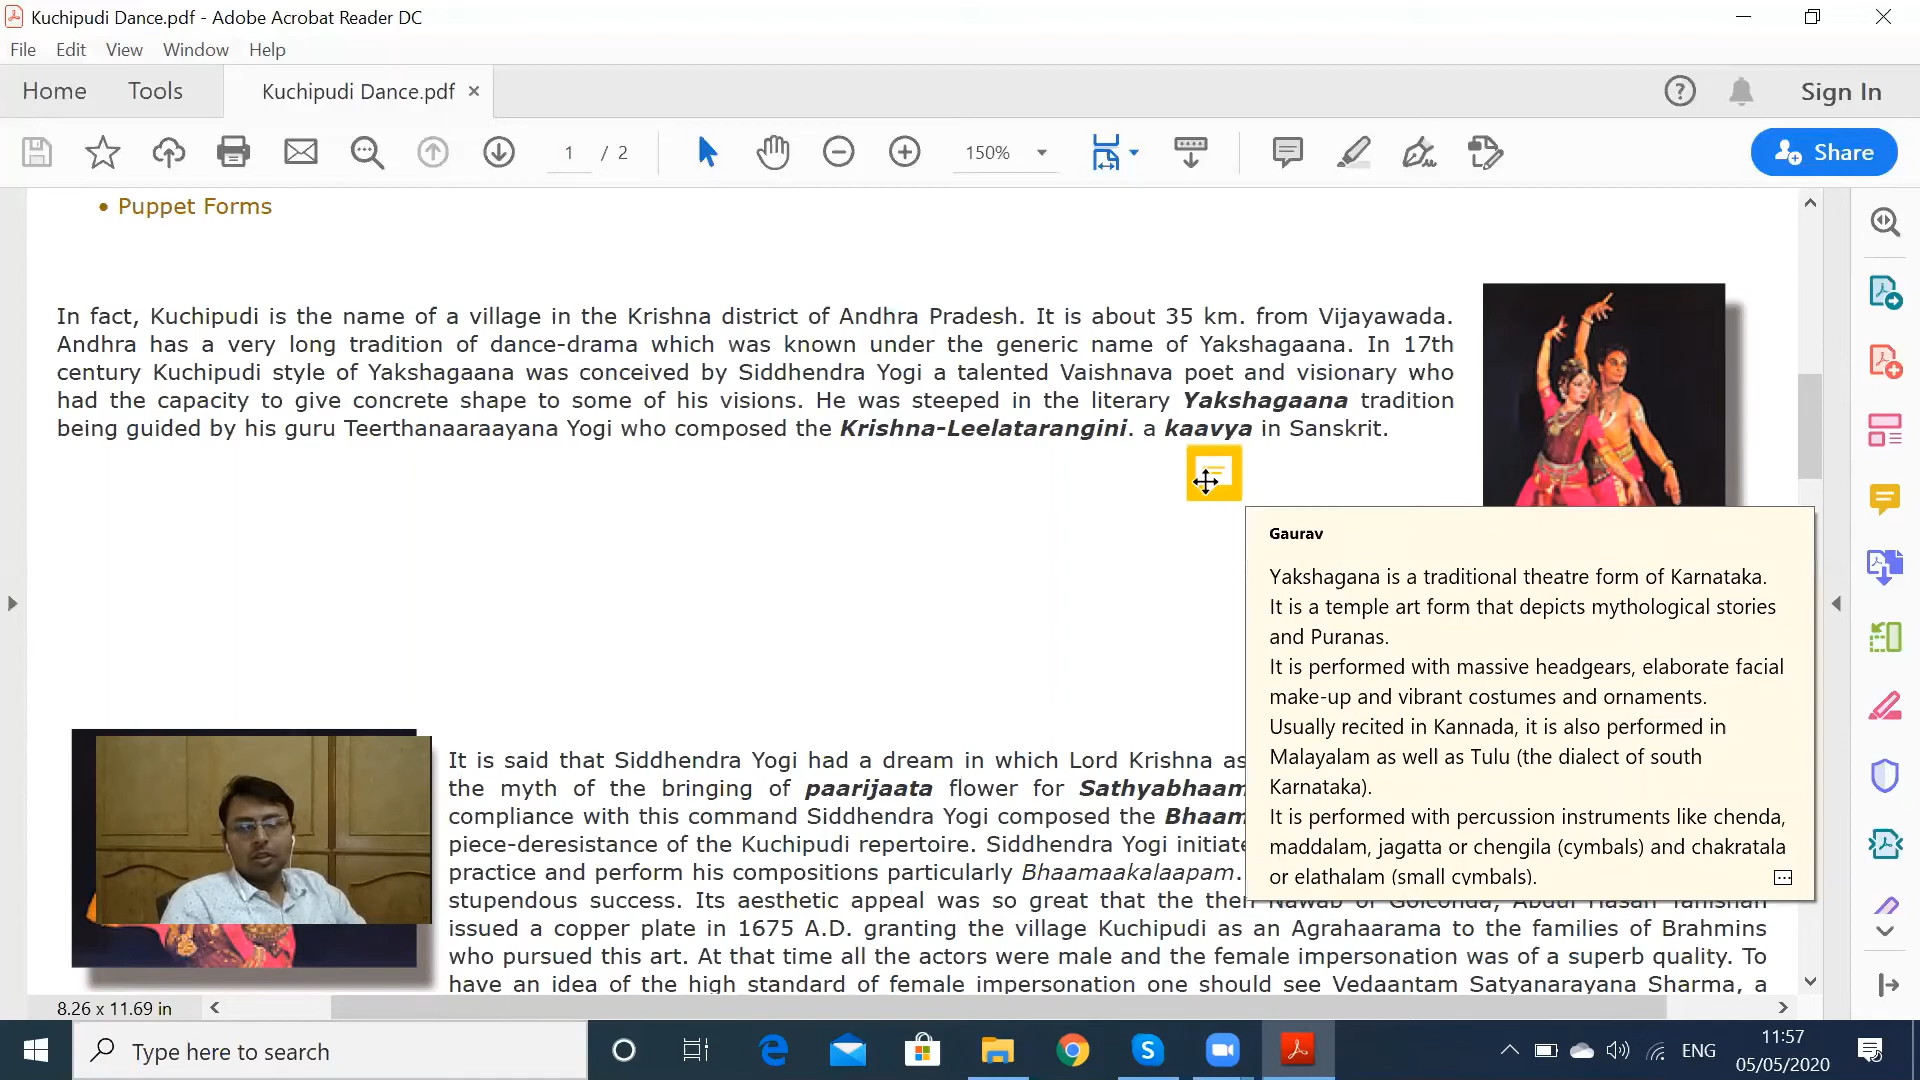 Kuchipudi Dance.pdf - Adobe Acrobat Reader DC
File Edit View Window Help
Home Tools Kuchipudi Dance.pdf × Sign In
1 / 2 150% Share
• Puppet Forms
In fact, Kuchipudi is the name of a village in the Krishna district of Andhra Pradesh. It is about 35 km. from Vijayawada.
Andhra has a very long tradition of dance-drama which was known under the generic name of Yakshagaana. In 17th
century Kuchipudi style of Yakshagaana was conceived by Siddhendra Yogi a talented Vaishnava poet and visionary who
had the capacity to give concrete shape to some of his visions. He was steeped in the literary Yakshagaana tradition
being guided by his guru Teerthanaaraayana Yogi who composed the Krishna-Leelatarangini. a kaavya in Sanskrit.
Gaurav
Yakshagana is a traditional theatre form of Karnataka.
It is a temple art form that depicts mythological stories
and Puranas.
It is performed with massive headgears, elaborate facial
make-up and vibrant costumes and ornaments.
Usually recited in Kannada, it is also performed in
Malayalam as well as Tulu (the dialect of south
Karnataka).
It is performed with percussion instruments like chenda,
maddalam, jagatta or chengila (cymbals) and chakratala
or elathalam (small cymbals).
It is said that Siddhendra Yogi had a dream in which Lord Krishna as
the myth of the bringing of paarijaata flower for Sathyabhaam
compliance with this command Siddhendra Yogi composed the Bhaam
piece-deresistance of the Kuchipudi repertoire. Siddhendra Yogi initiate
practice and perform his compositions particularly Bhaamaakalaapam.
stupendous success. Its aesthetic appeal was so great that the then Nawab of Golconda, Abdul Hasan Tahishah
issued a copper plate in 1675 A.D. granting the village Kuchipudi as an Agrahaarama to the families of Brahmins
who pursued this art. At that time all the actors were male and the female impersonation was of a superb quality. To
have an idea of the high standard of female impersonation one should see Vedaantam Satyanarayana Sharma, a
8.26 x 11.69 in
Type here to search
ENG
11:57
05/05/2020